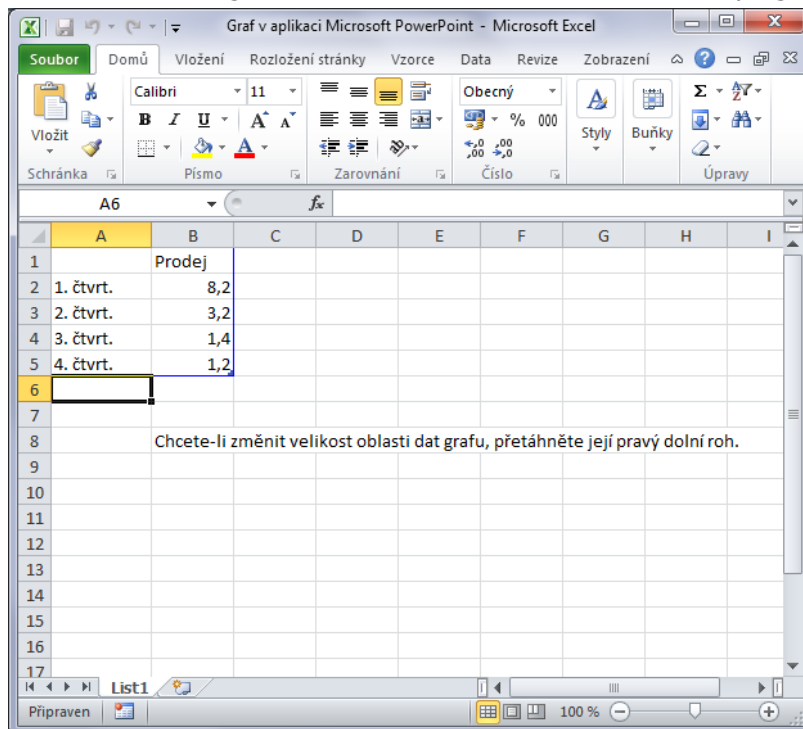 Graf v aplikaci Microsoft PowerPoint - Microsoft Excel
Soubor Domů Vložení Rozložení stránky Vzorce Data Revize Zobrazení
Calibri 11 Obecný
B I U A A % 000
Vložit Styly Buňky
Schránka Písmo Zarovnání Číslo Úpravy
A6 fx
A B C D E F G H I
1 Prodej
2 1. čtvrt. 8,2
3 2. čtvrt. 3,2
4 3. čtvrt. 1,4
5 4. čtvrt. 1,2
6
7
8 Chcete-li změnit velikost oblasti dat grafu, přetáhněte její pravý dolní roh.
9
10
11
12
13
14
15
16
17
List1
Připraven 100 %